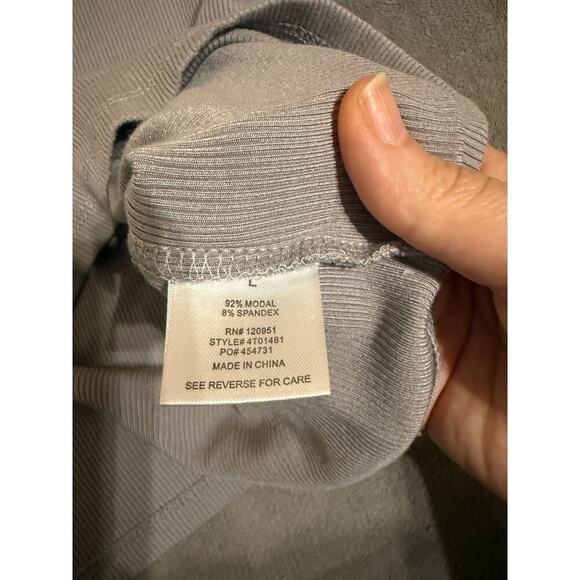 L
92% MODAL
8% SPANDEX
RN# 120951
STYLE# 4T01481
PO# 454731
MADE IN CHINA
SEE REVERSE FOR CARE